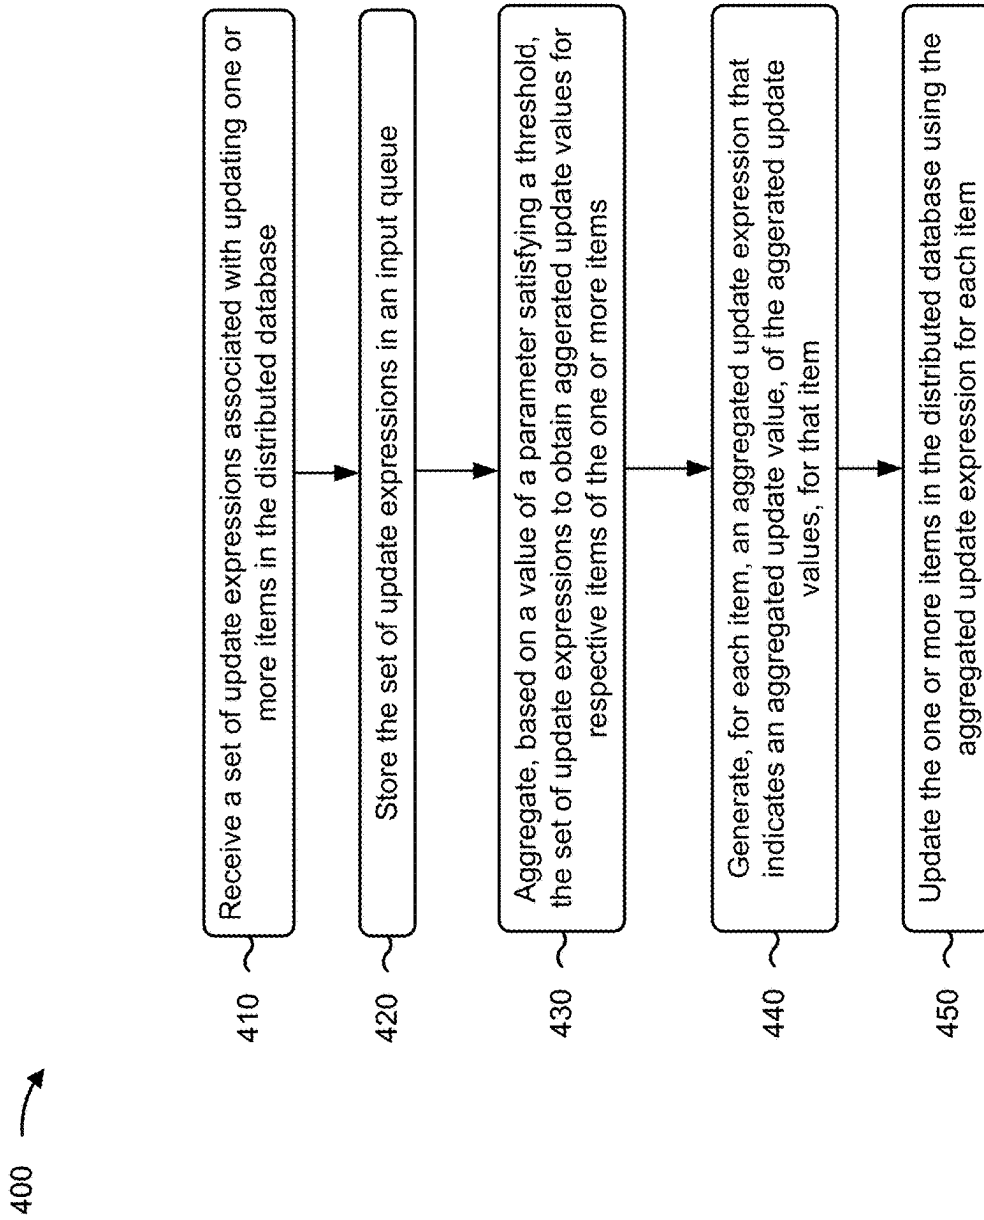 400
410
Receive a set of update expressions associated with updating one or
more items in the distributed database
420
Store the set of update expressions in an input queue
430
Aggregate, based on a value of a parameter satisfying a threshold,
the set of update expressions to obtain aggerated update values for
respective items of the one or more items
440
Generate, for each item, an aggregated update expression that
indicates an aggregated update value, of the aggerated update
values, for that item
450
Update the one or more items in the distributed database using the
aggregated update expression for each item